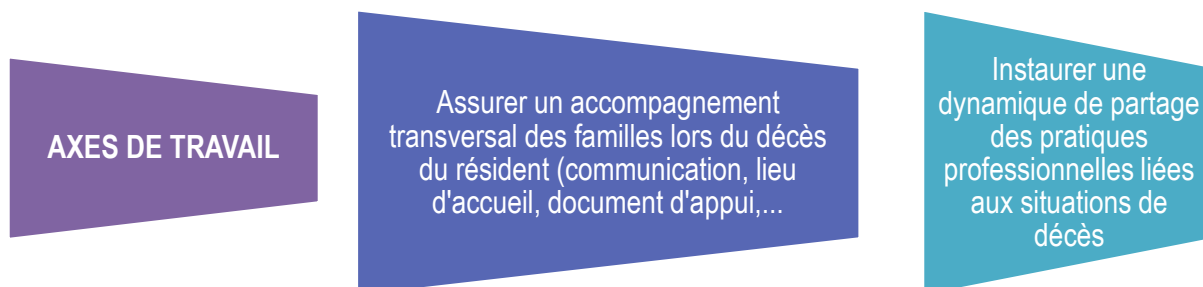 AXES DE TRAVAIL
Assurer un accompagnement
transversal des familles lors du décès
du résident (communication, lieu
d'accueil, document d'appui,...
Instaurer une
dynamique de partage
des pratiques
professionnelles liées
aux situations de
décès